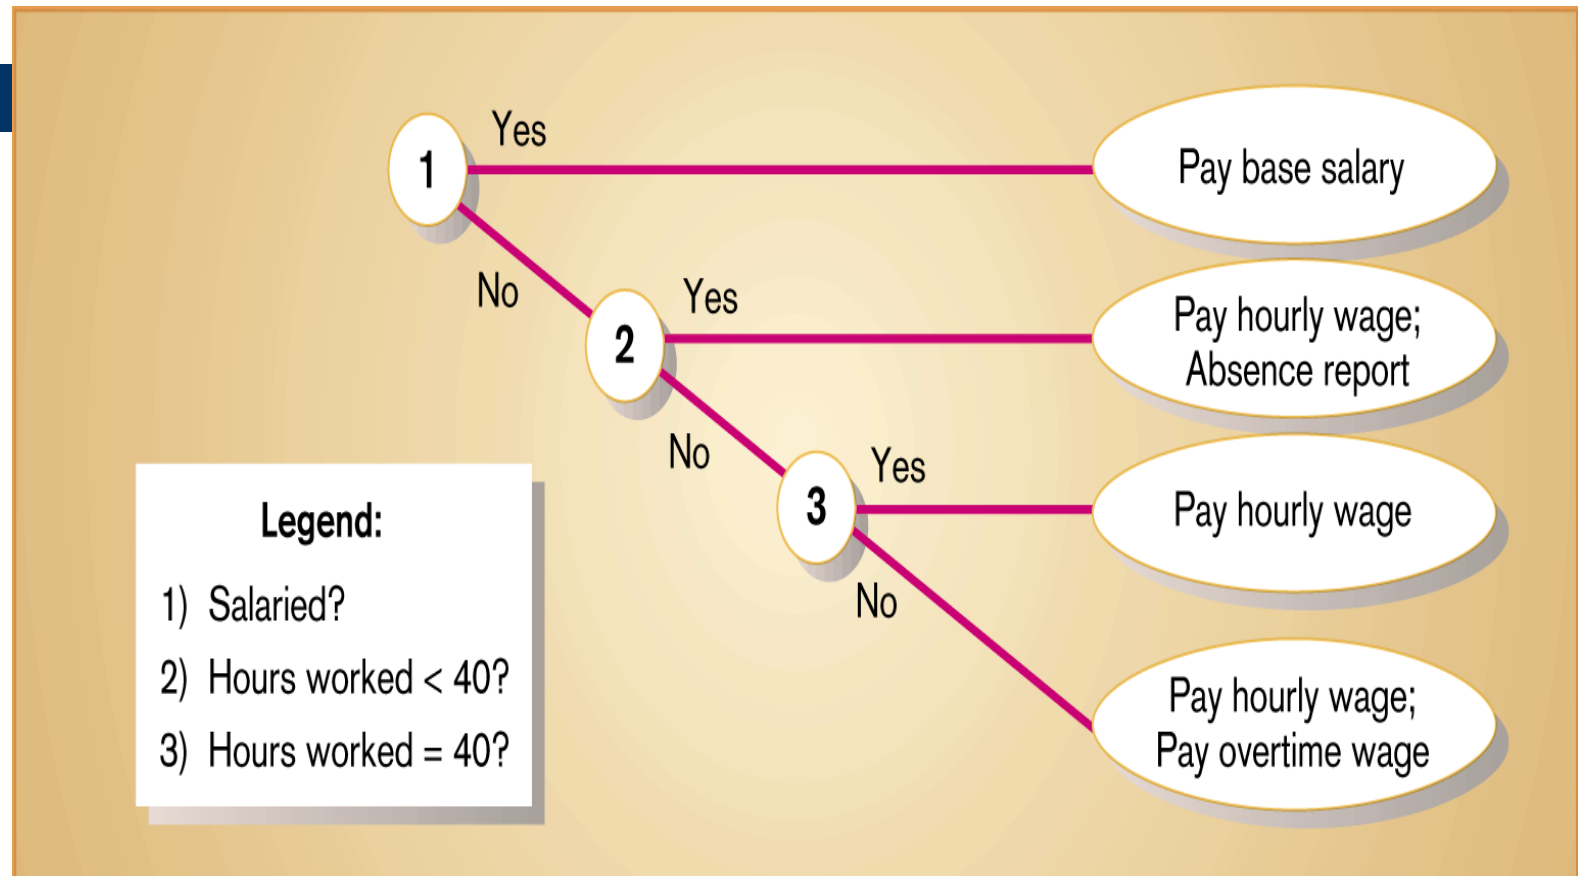 1
Yes
Pay base salary
No
2
Yes
Pay hourly wage;
Absence report
No
3
Yes
Pay hourly wage
No
Pay hourly wage;
Pay overtime wage
Legend:
1) Salaried?
2) Hours worked < 40?
3) Hours worked = 40?